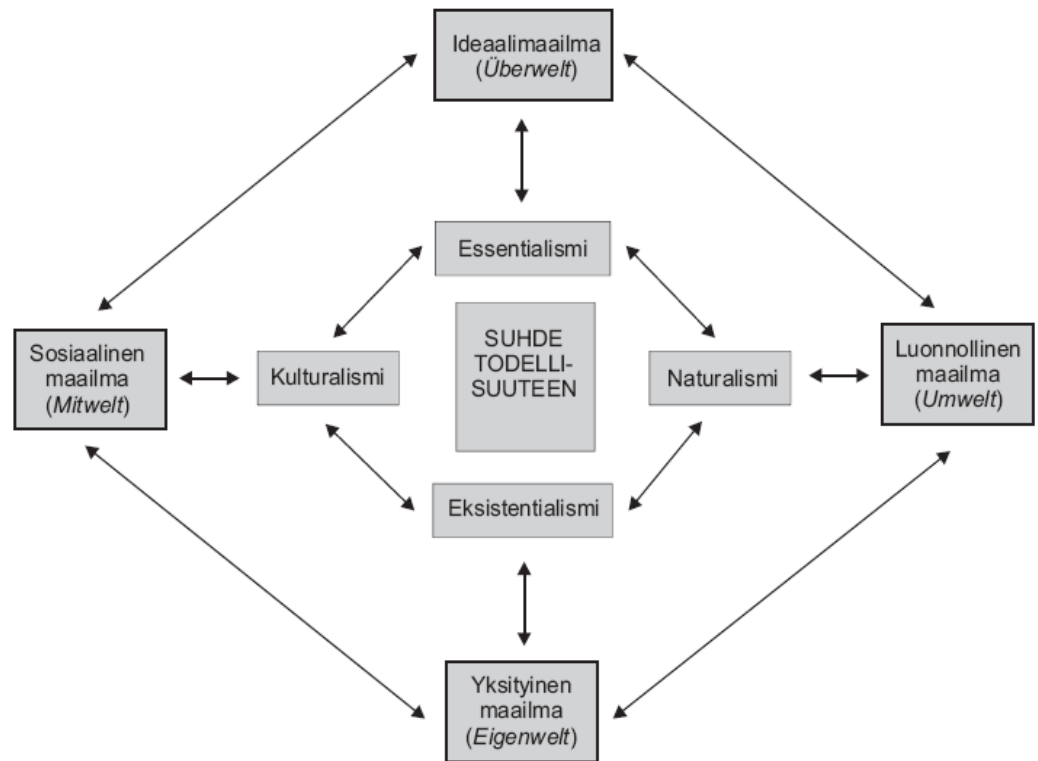 Ideaalimaailma
(Überwelt)
Essentialismi
SUHDE
TODELLI-
SUUTEEN
Sosiaalinen
maailma
(Mitwelt)
Kulturalismi
Naturalismi
Luonnollinen
maailma
(Umwelt)
Eksistentialismi
Yksityinen
maailma
(Eigenwelt)